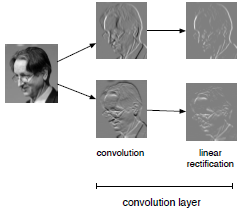 convolution
linear
rectification
convolution layer